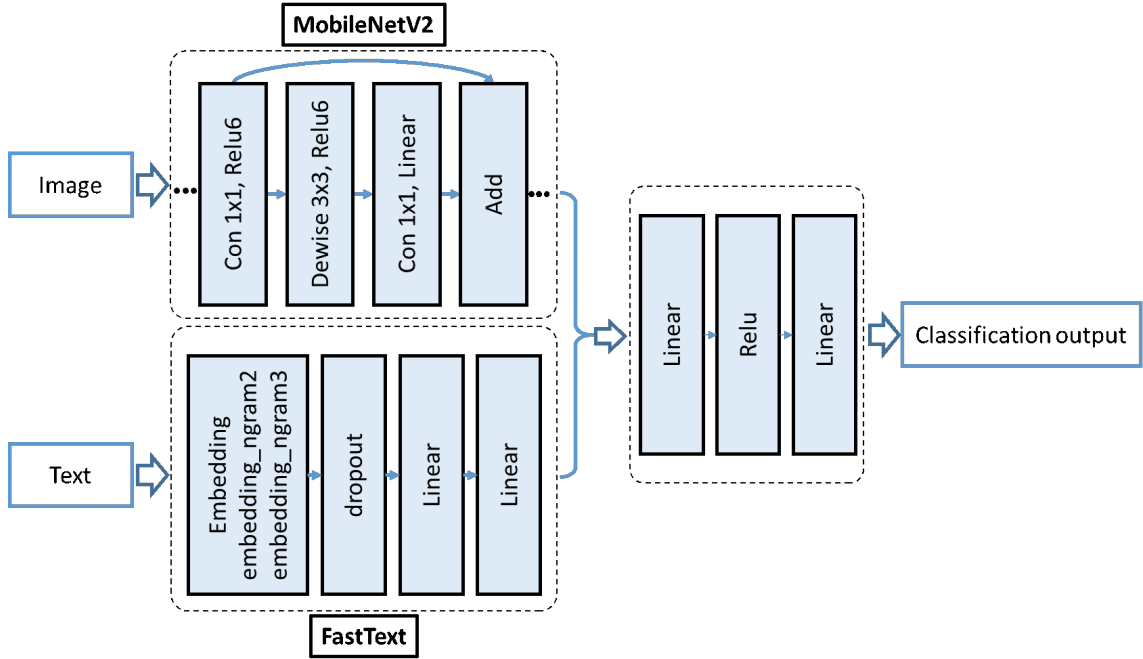 MobileNetV2
Image
Con 1x1, Relu6
Dewise 3x3, Relu6
Con 1x1, Linear
Add
Text
Embedding
embedding_ngram2
embedding_ngram3
dropout
Linear
Linear
FastText
Linear
Relu
Linear
Classification output